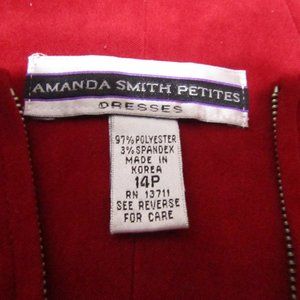 AMANDA SMITH PETITES
DRESSES
97% POLYESTER
3% SPANDEX
MADE IN
KOREA
14P
RN 13711
SEE REVERSE
FOR CARE